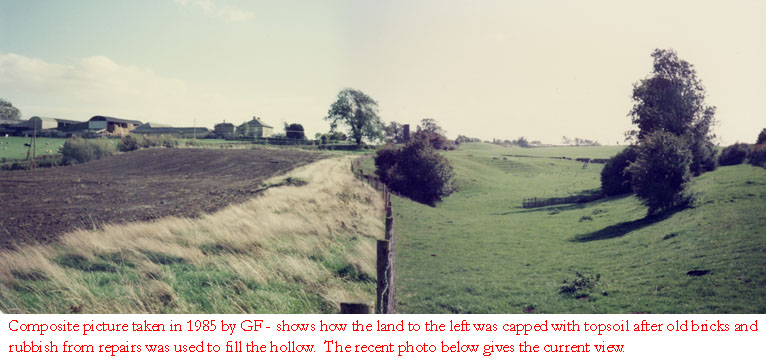 Composite picture taken in 1985 by GF - shows how the land to the left was capped with topsoil after old bricks and
rubbish from repairs was used to fill the hollow.  The recent photo below gives the current view.